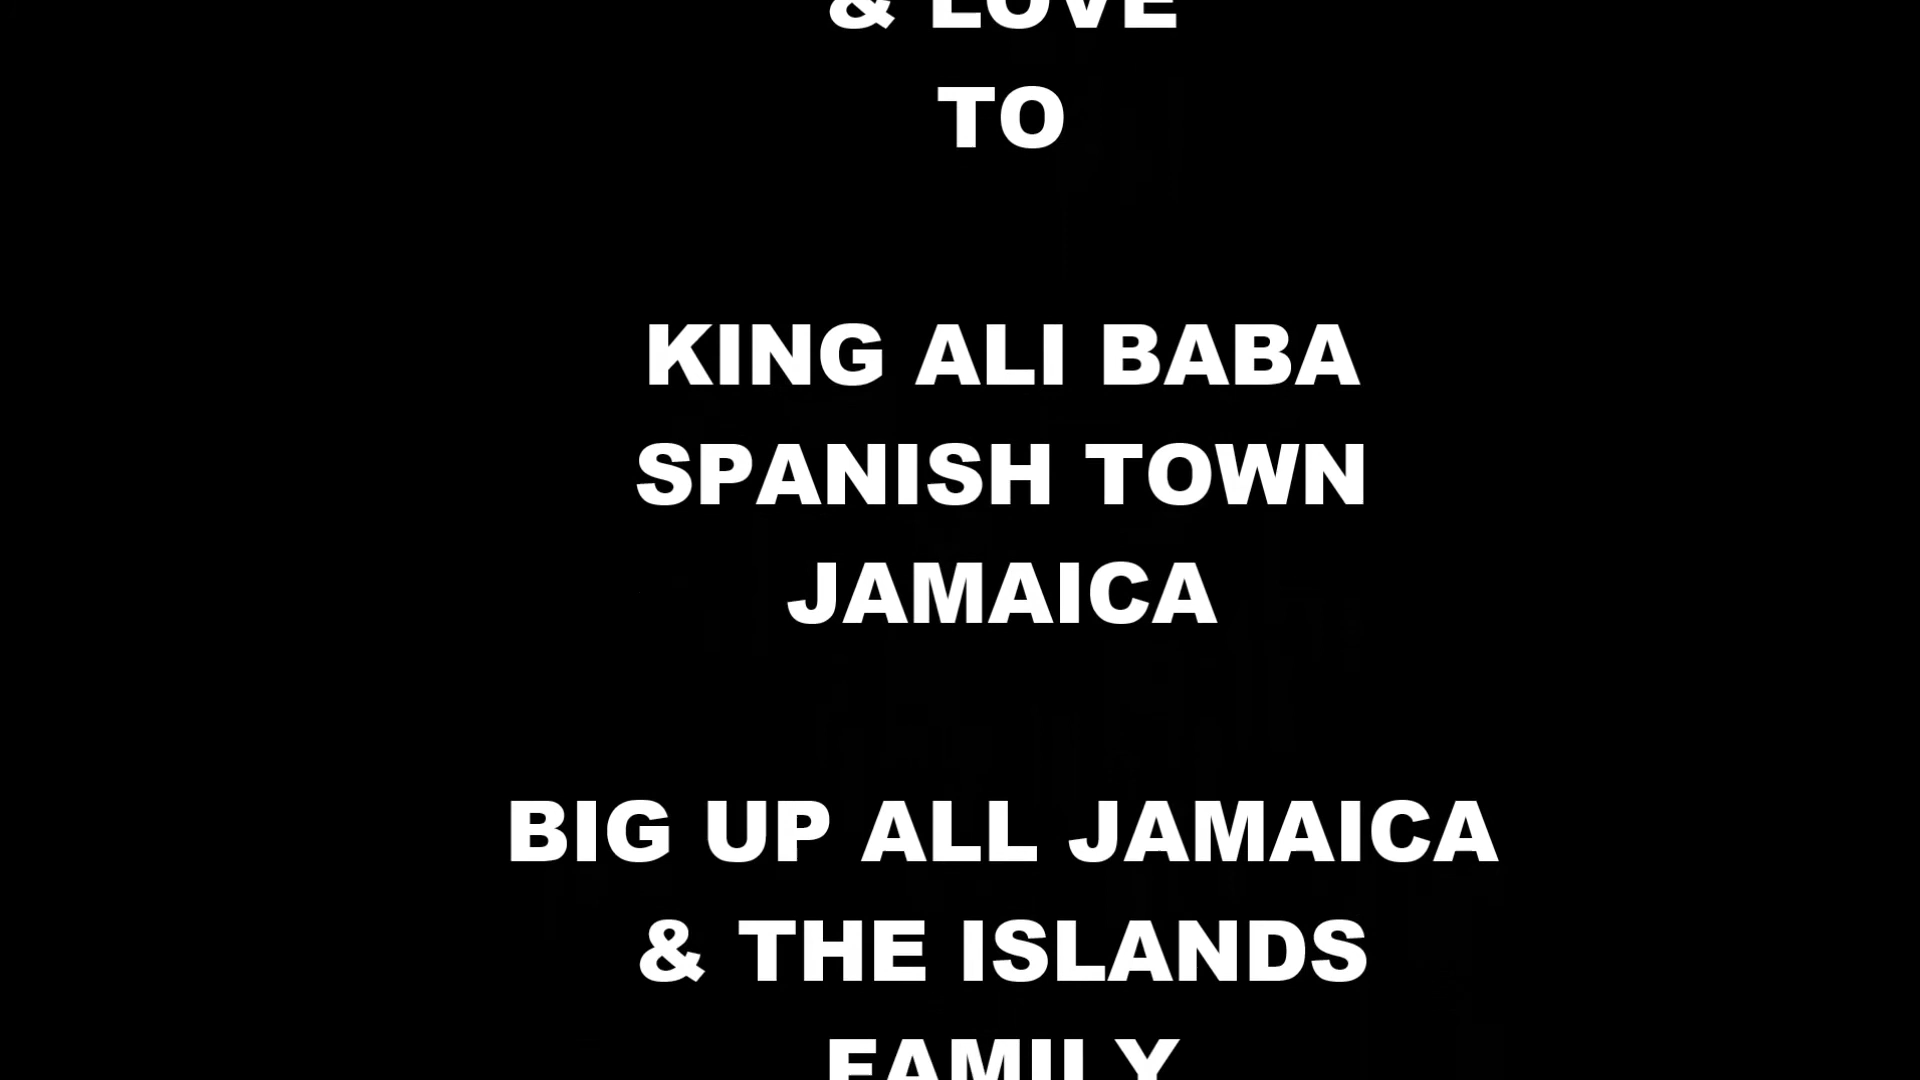 & LOVE
TO
KING ALI BABA
SPANISH TOWN
JAMAICA
BIG UP ALL JAMAICA
& THE ISLANDS
FAMILY